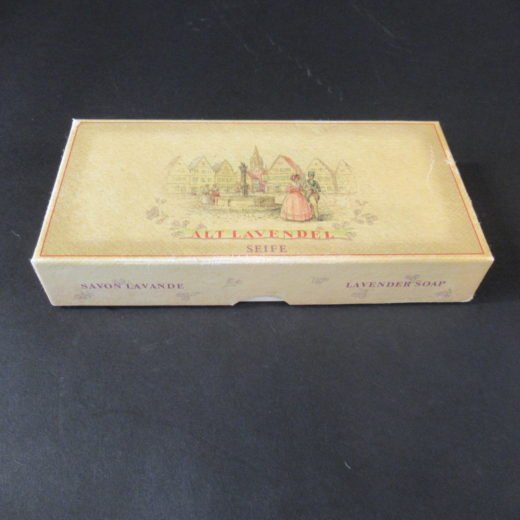 ALT LAVENDEL
SEIFE
SAVON LAVANDE
LAVENDER SOAP